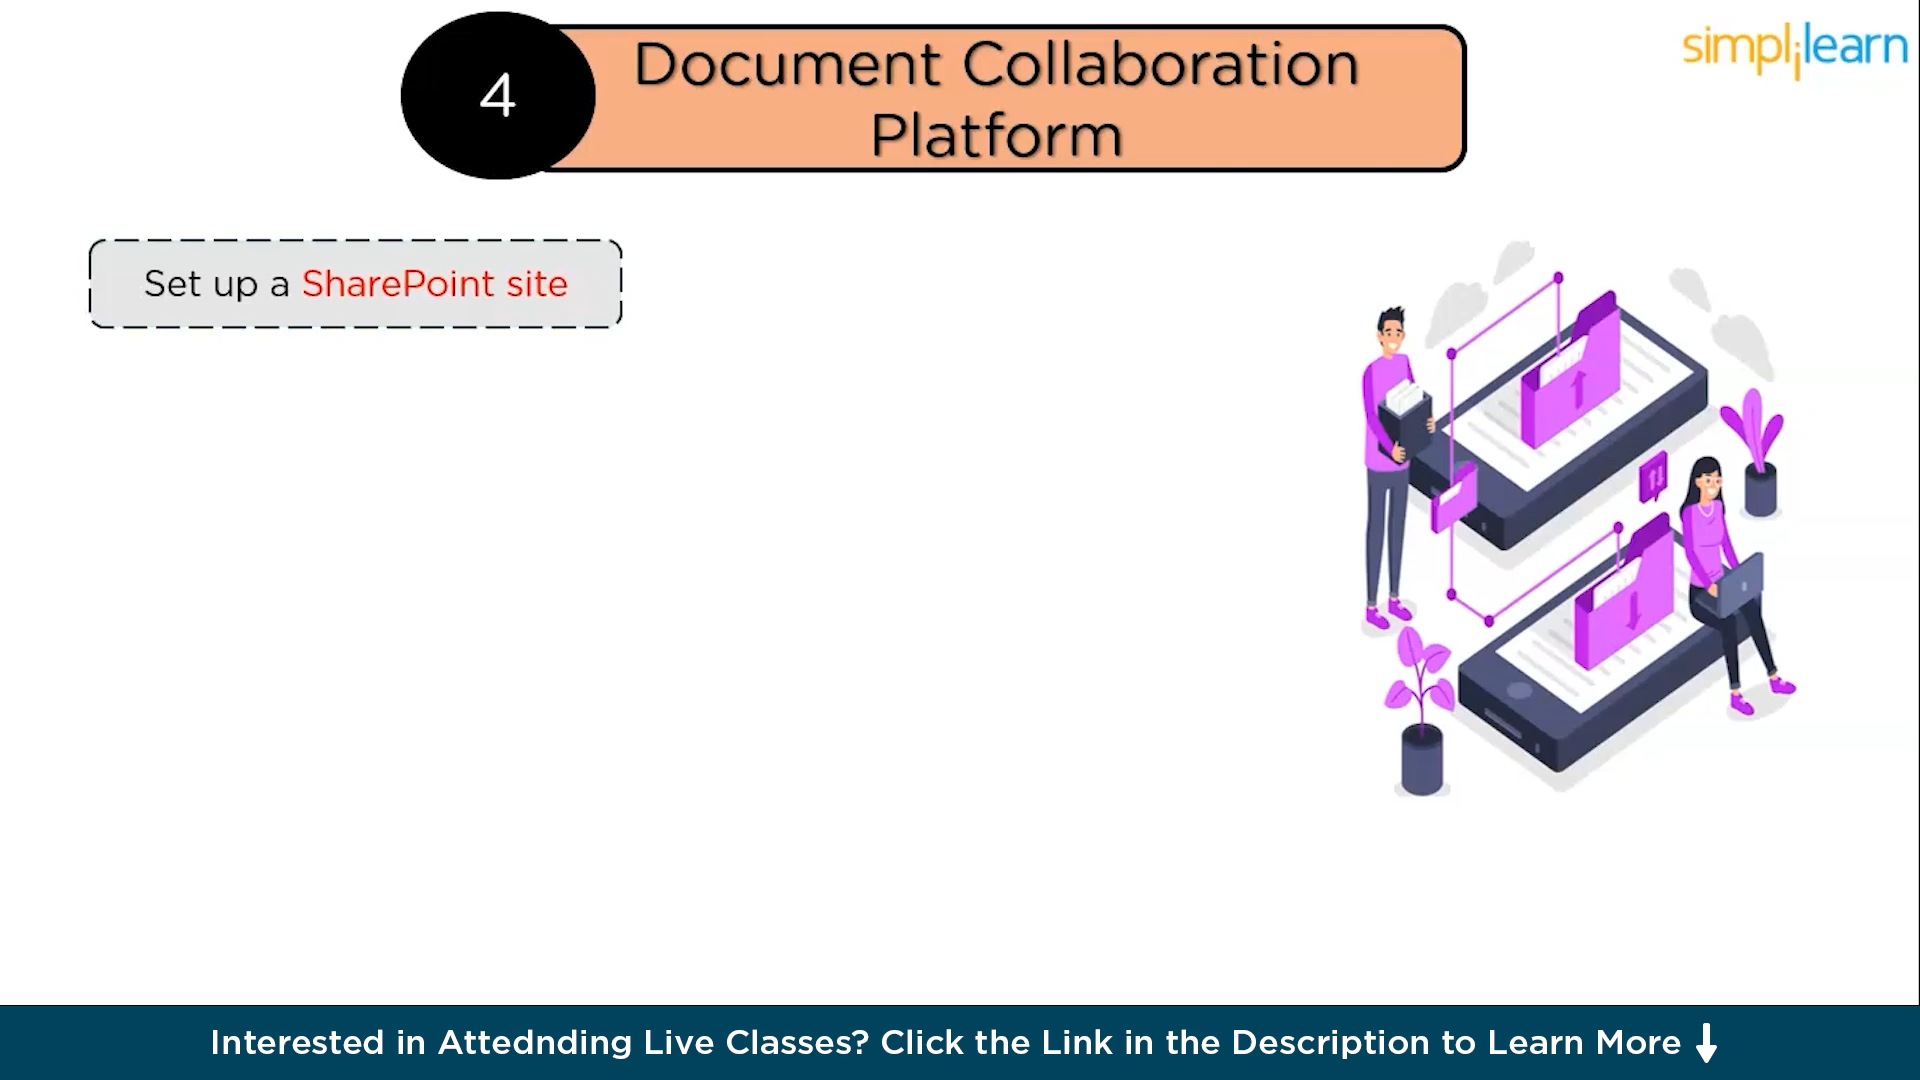 4
Document Collaboration
Platform
simplilearn
Set up a SharePoint site
Interested in Attednding Live Classes? Click the Link in the Description to Learn More